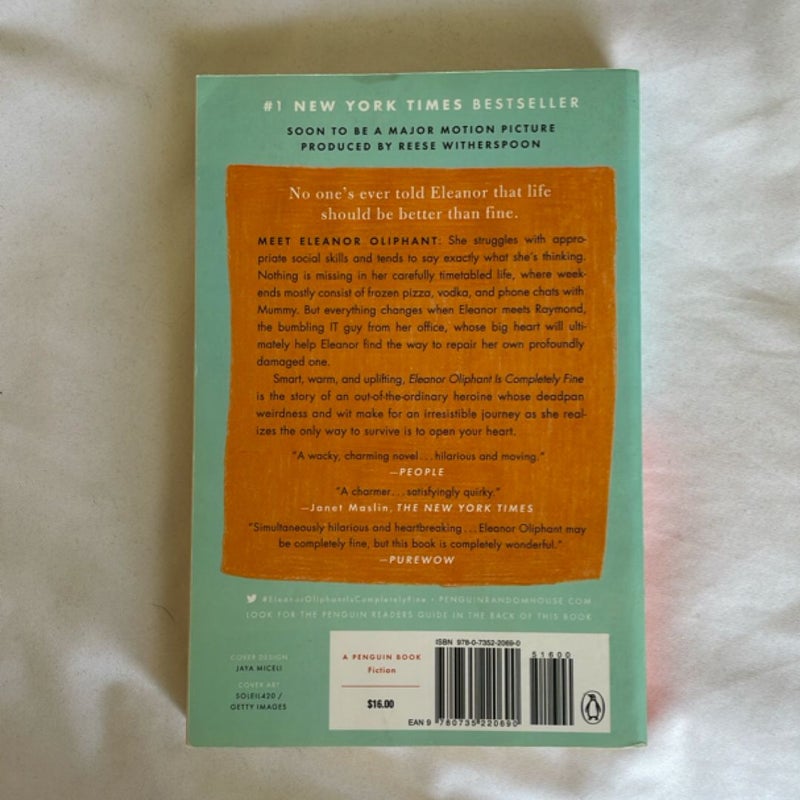 #1 NEW YORK TIMES BESTSELLER
SOON TO BE A MAJOR MOTION PICTURE
PRODUCED BY REESE WITHERSPOON
No one's ever told Eleanor that life
should be better than fine.
MEET ELEANOR OLIPHANT: She struggles with appro-
priate social skills and tends to say exactly what she's thinking.
Nothing is missing in her carefully timetabled life, where week-
ends mostly consist of frozen pizza, vodka, and phone chats with
Mummy. But everything changes when Eleanor meets Raymond,
the bumbling IT guy from her office, whose big heart will ulti-
mately help Eleanor find the way to repair her own profoundly
damaged one.
Smart, warm, and uplifting, Eleanor Oliphant Is Completely Fine
is the story of an out-of-the-ordinary heroine whose deadpan
weirdness and wit make for an irresistible journey as she real-
izes the only way to survive is to open your heart.
"A wacky, charming novel...hilarious and moving."
—PEOPLE
"A charmer...satisfyingly quirky."
—Janet Maslin, THE NEW YORK TIMES
"Simultaneously hilarious and heartbreaking...Eleanor Oliphant may
be completely fine, but this book is completely wonderful."
—PUREWOW
#EleanorOliphantIsCompletelyFine • PENGUINRANDOMHOUSE.COM
LOOK FOR THE PENGUIN READERS GUIDE IN THE BACK OF THIS BOOK
COVER DESIGN
JAYA MICELI
COVER ART
SOLEIL420 /
GETTY IMAGES
A PENGUIN BOOK
Fiction
$16.00
ISBN 978-0-7352-2069-0
51600
EAN 9 780735 220690